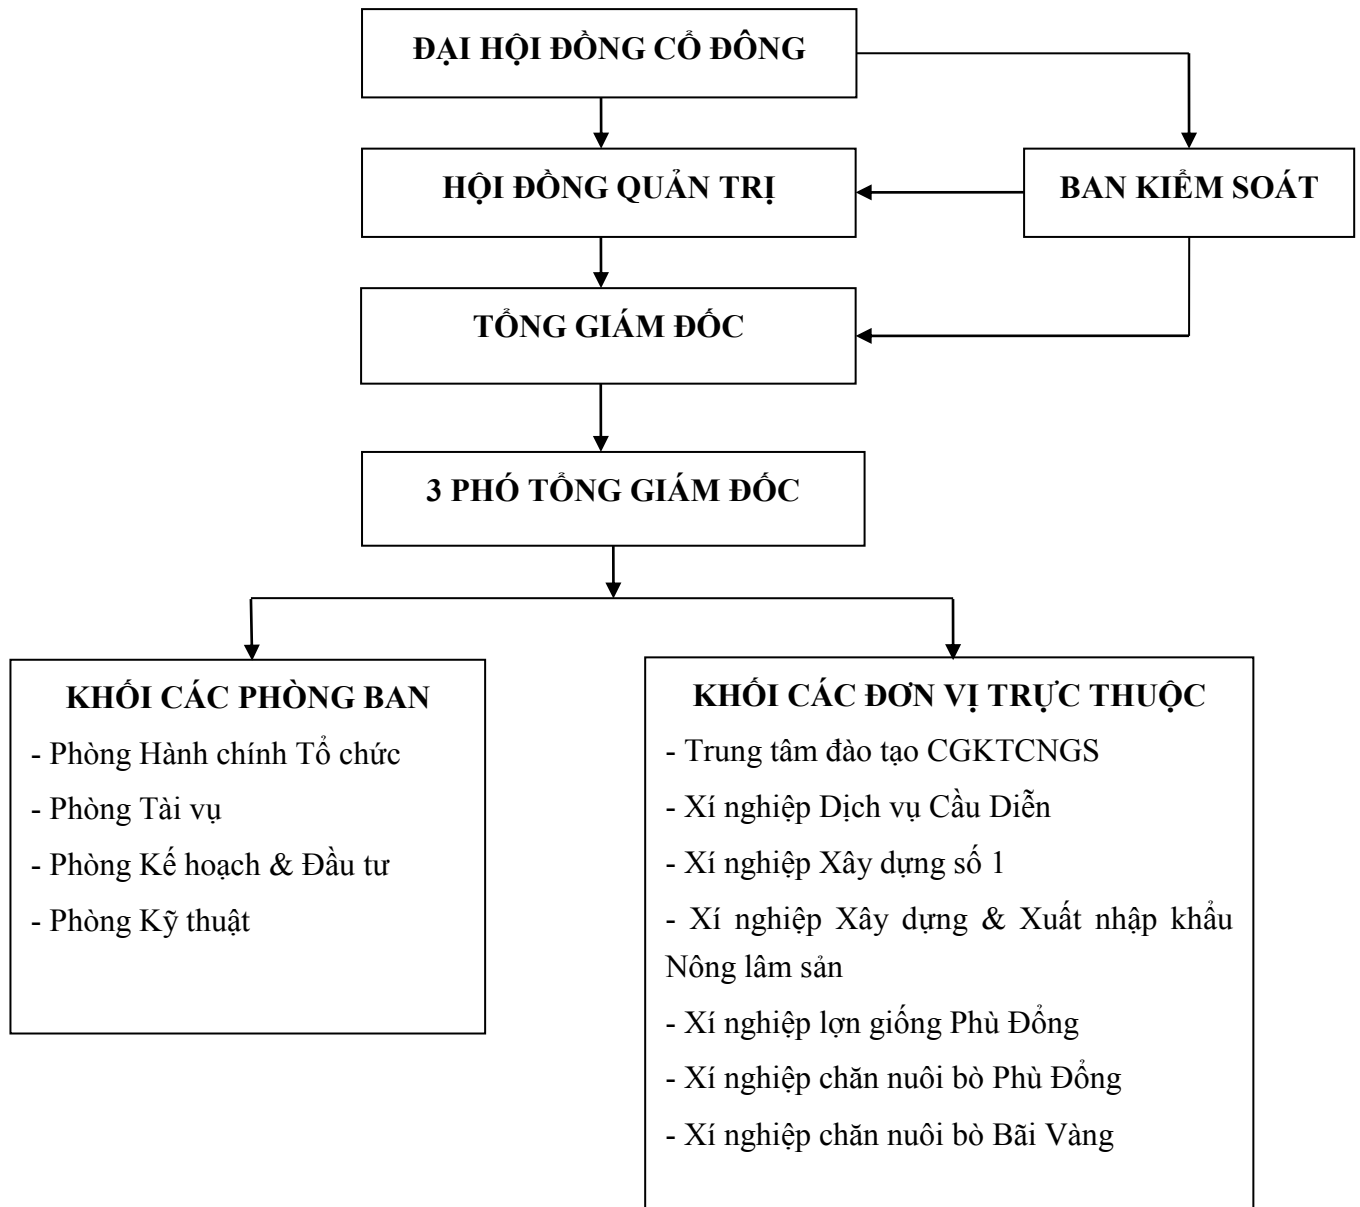 ĐẠI HỘI ĐỒNG CỔ ĐÔNG
HỘI ĐỒNG QUẢN TRỊ
BAN KIỂM SOÁT
TỔNG GIÁM ĐỐC
3 PHÓ TỔNG GIÁM ĐỐC
KHỐI CÁC PHÒNG BAN
- Phòng Hành chính Tổ chức
- Phòng Tài vụ
- Phòng Kế hoạch & Đầu tư
- Phòng Kỹ thuật
KHỐI CÁC ĐƠN VỊ TRỰC THUỘC
- Trung tâm đào tạo CGKTCNGS
- Xí nghiệp Dịch vụ Cầu Diễn
- Xí nghiệp Xây dựng số 1
- Xí nghiệp Xây dựng & Xuất nhập khẩu
Nông lâm sản
- Xí nghiệp lợn giống Phù Đổng
- Xí nghiệp chăn nuôi bò Phù Đổng
- Xí nghiệp chăn nuôi bò Bãi Vàng